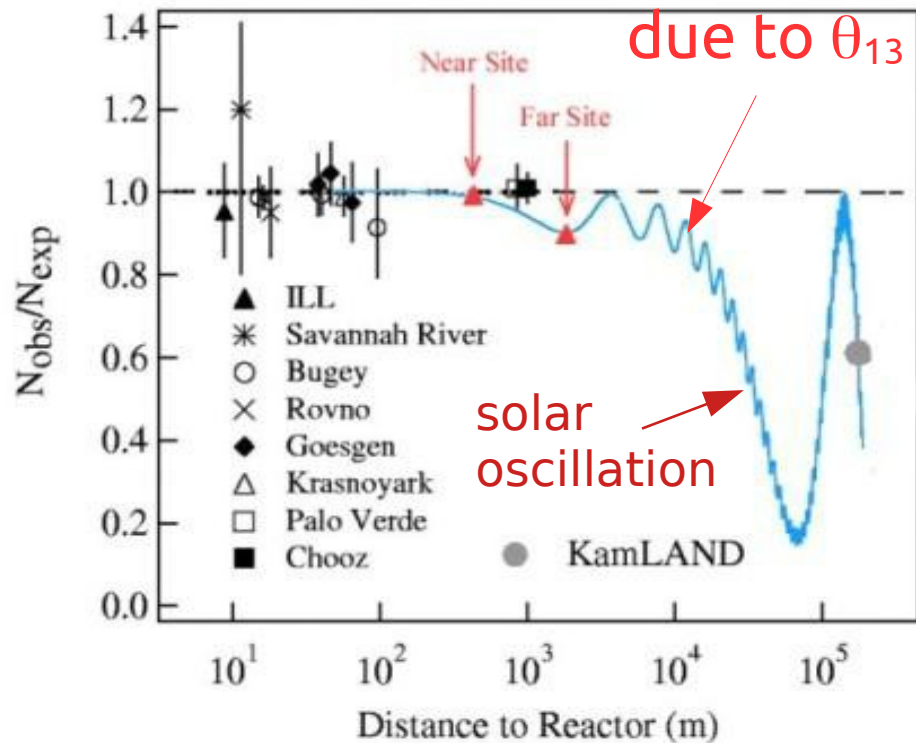 due to θ13
Near Site
Far Site
1.4
1.2
1.0
0.8
0.6
0.4
0.2
0.0
Nobs/Nexp
ILL
Savannah River
Bugey
Rovno
Goesgen
Krasnoyark
Palo Verde
Chooz
solar
oscillation
KamLAND
10¹ 10² 10³ 10⁴ 10⁵
Distance to Reactor (m)